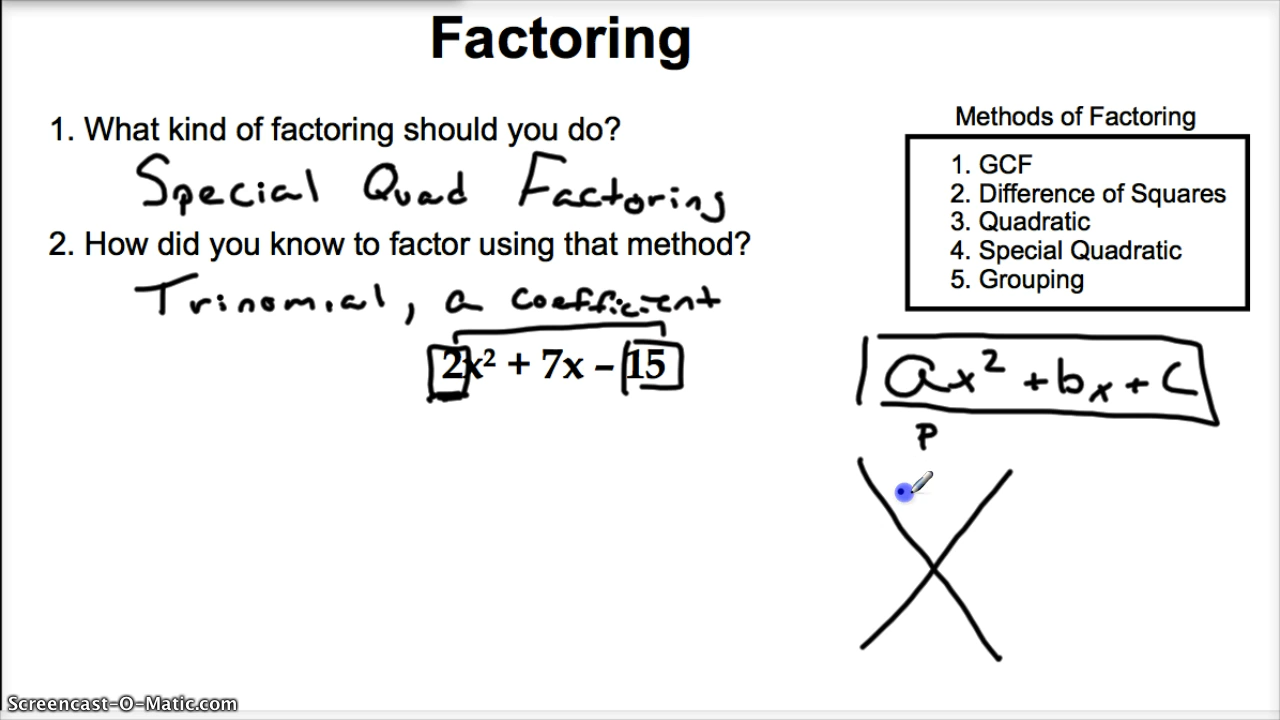 Factoring
1. What kind of factoring should you do?
Special Quad Factoring
2. How did you know to factor using that method?
Trinomial, a coefficient
2x² + 7x – 15
Methods of Factoring
1. GCF
2. Difference of Squares
3. Quadratic
4. Special Quadratic
5. Grouping
ax² + bx + c
P
Screencast-O-Matic.com